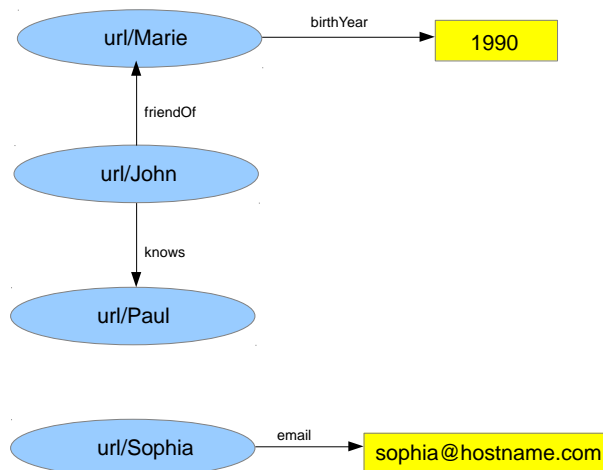 url/Marie
birthYear
1990
friendOf
url/John
knows
url/Paul
url/Sophia
email
sophia@hostname.com